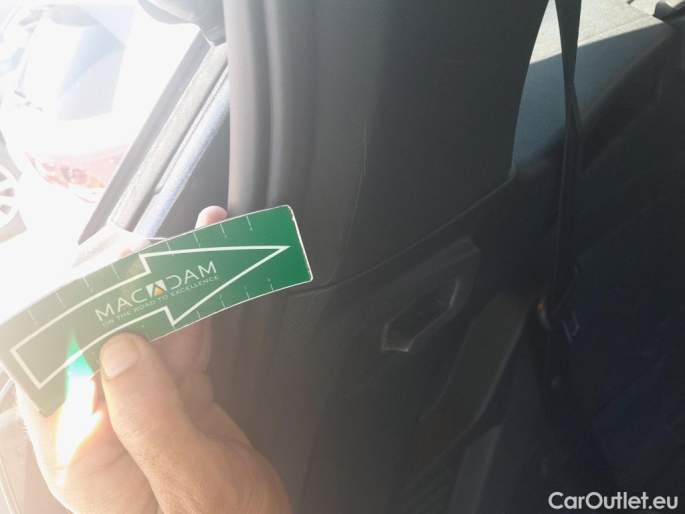 MACADAM
ON THE ROAD TO EXCELLENCE
CarOutlet.eu